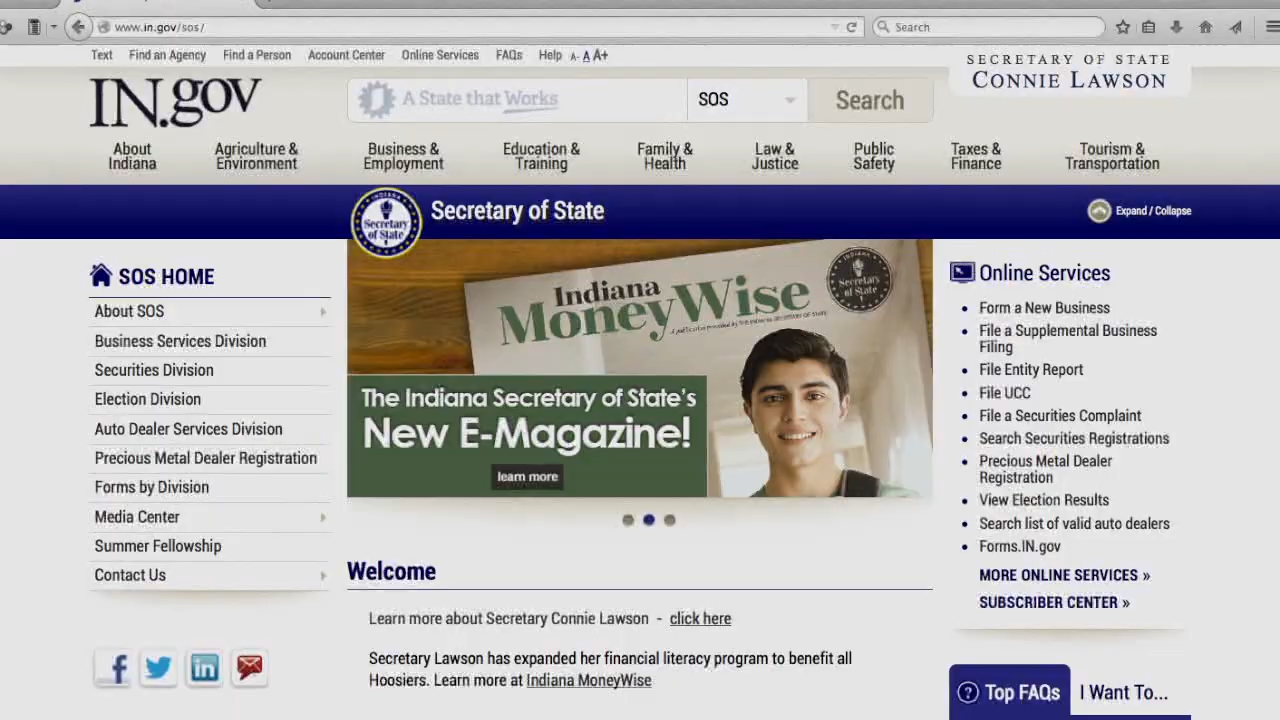 www.in.gov/sos/
Search
Text Find an Agency Find a Person Account Center Online Services FAQs Help A- A A+
SECRETARY OF STATE
CONNIE LAWSON
IN.gov
A State that Works
SOS
Search
About
Indiana
Agriculture &
Environment
Business &
Employment
Education &
Training
Family &
Health
Law &
Justice
Public
Safety
Taxes &
Finance
Tourism &
Transportation
INDIANA
Secretary
of State
Secretary of State
Expand / Collapse
SOS HOME
About SOS
Business Services Division
Securities Division
Election Division
Auto Dealer Services Division
Precious Metal Dealer Registration
Forms by Division
Media Center
Summer Fellowship
Contact Us
Indiana
MoneyWise
INDIANA
Secretary
of State
The Indiana Secretary of State's
New E-Magazine!
learn more
Welcome
Learn more about Secretary Connie Lawson - click here
Secretary Lawson has expanded her financial literacy program to benefit all
Hoosiers. Learn more at Indiana MoneyWise
Online Services
Form a New Business
File a Supplemental Business
Filing
File Entity Report
File UCC
File a Securities Complaint
Search Securities Registrations
Precious Metal Dealer
Registration
View Election Results
Search list of valid auto dealers
Forms.IN.gov
MORE ONLINE SERVICES »
SUBSCRIBER CENTER »
Top FAQs
I Want To...